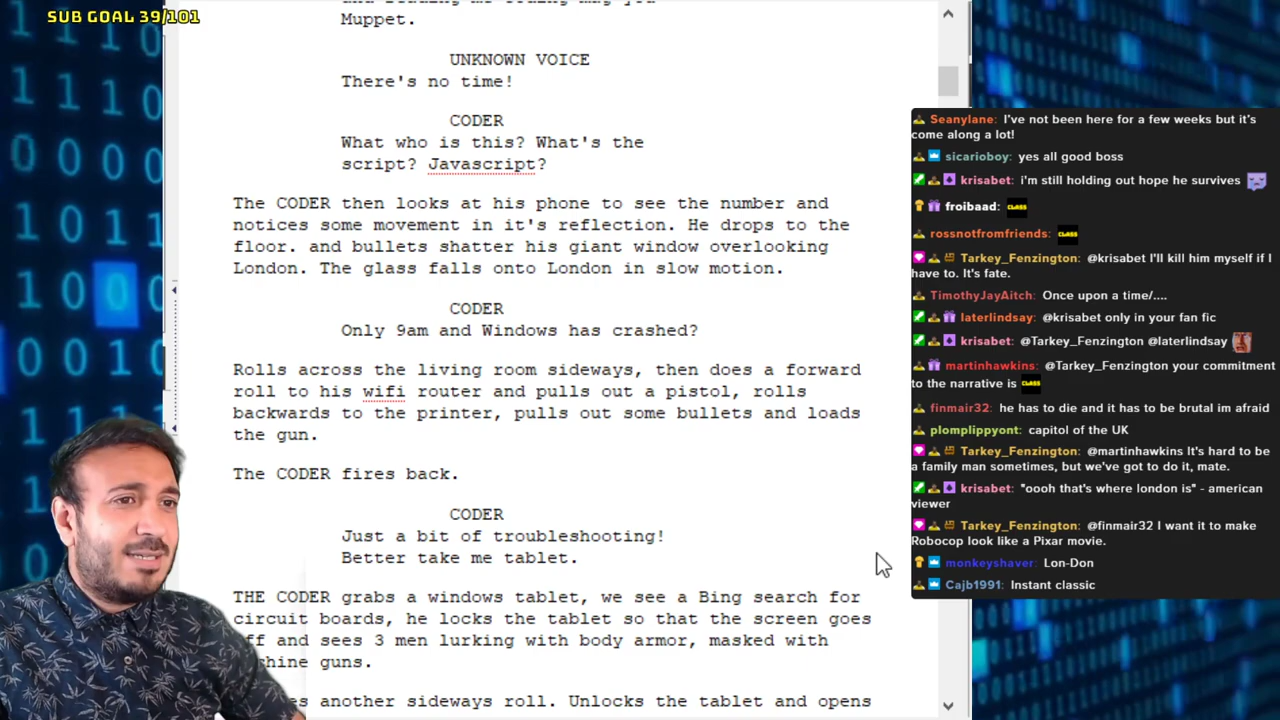 SUB GOAL 39/101
Muppet.
UNKNOWN VOICE
There's no time!
CODER
What who is this? What's the
script? Javascript?
The CODER then looks at his phone to see the number and
notices some movement in it's reflection. He drops to the
floor. and bullets shatter his giant window overlooking
London. The glass falls onto London in slow motion.
CODER
Only 9am and Windows has crashed?
Rolls across the living room sideways, then does a forward
roll to his wifi router and pulls out a pistol, rolls
backwards to the printer, pulls out some bullets and loads
the gun.
The CODER fires back.
CODER
Just a bit of troubleshooting!
Better take me tablet.
THE CODER grabs a windows tablet, we see a Bing search for
circuit boards, he locks the tablet so that the screen goes
off and sees 3 men lurking with body armor, masked with
guns.
another sideways roll. Unlocks the tablet and opens
Seanylane: I've not been here for a few weeks but it's
come along a lot!
sicarioboy: yes all good boss
krisabet: i'm still holding out hope he survives
froibaad: CLASS
rossnotfromfriends: CLASS
Tarkey_Fenzington: @krisabet I'll kill him myself if I
have to. It's fate.
TimothyJayAitch: Once upon a time/....
laterlindsay: @krisabet only in your fan fic
krisabet: @Tarkey_Fenzington @laterlindsay
martinhawkins: @Tarkey_Fenzington your commitment
to the narrative is CLASS
finmair32: he has to die and it has to be brutal im afraid
plomplippyont: capitol of the UK
Tarkey_Fenzington: @martinhawkins It's hard to be
a family man sometimes, but we've got to do it, mate.
krisabet: "oooh that's where london is" - american
viewer
Tarkey_Fenzington: @finmair32 I want it to make
Robocop look like a Pixar movie.
monkeyshaver: Lon-Don
Cajb1991: Instant classic